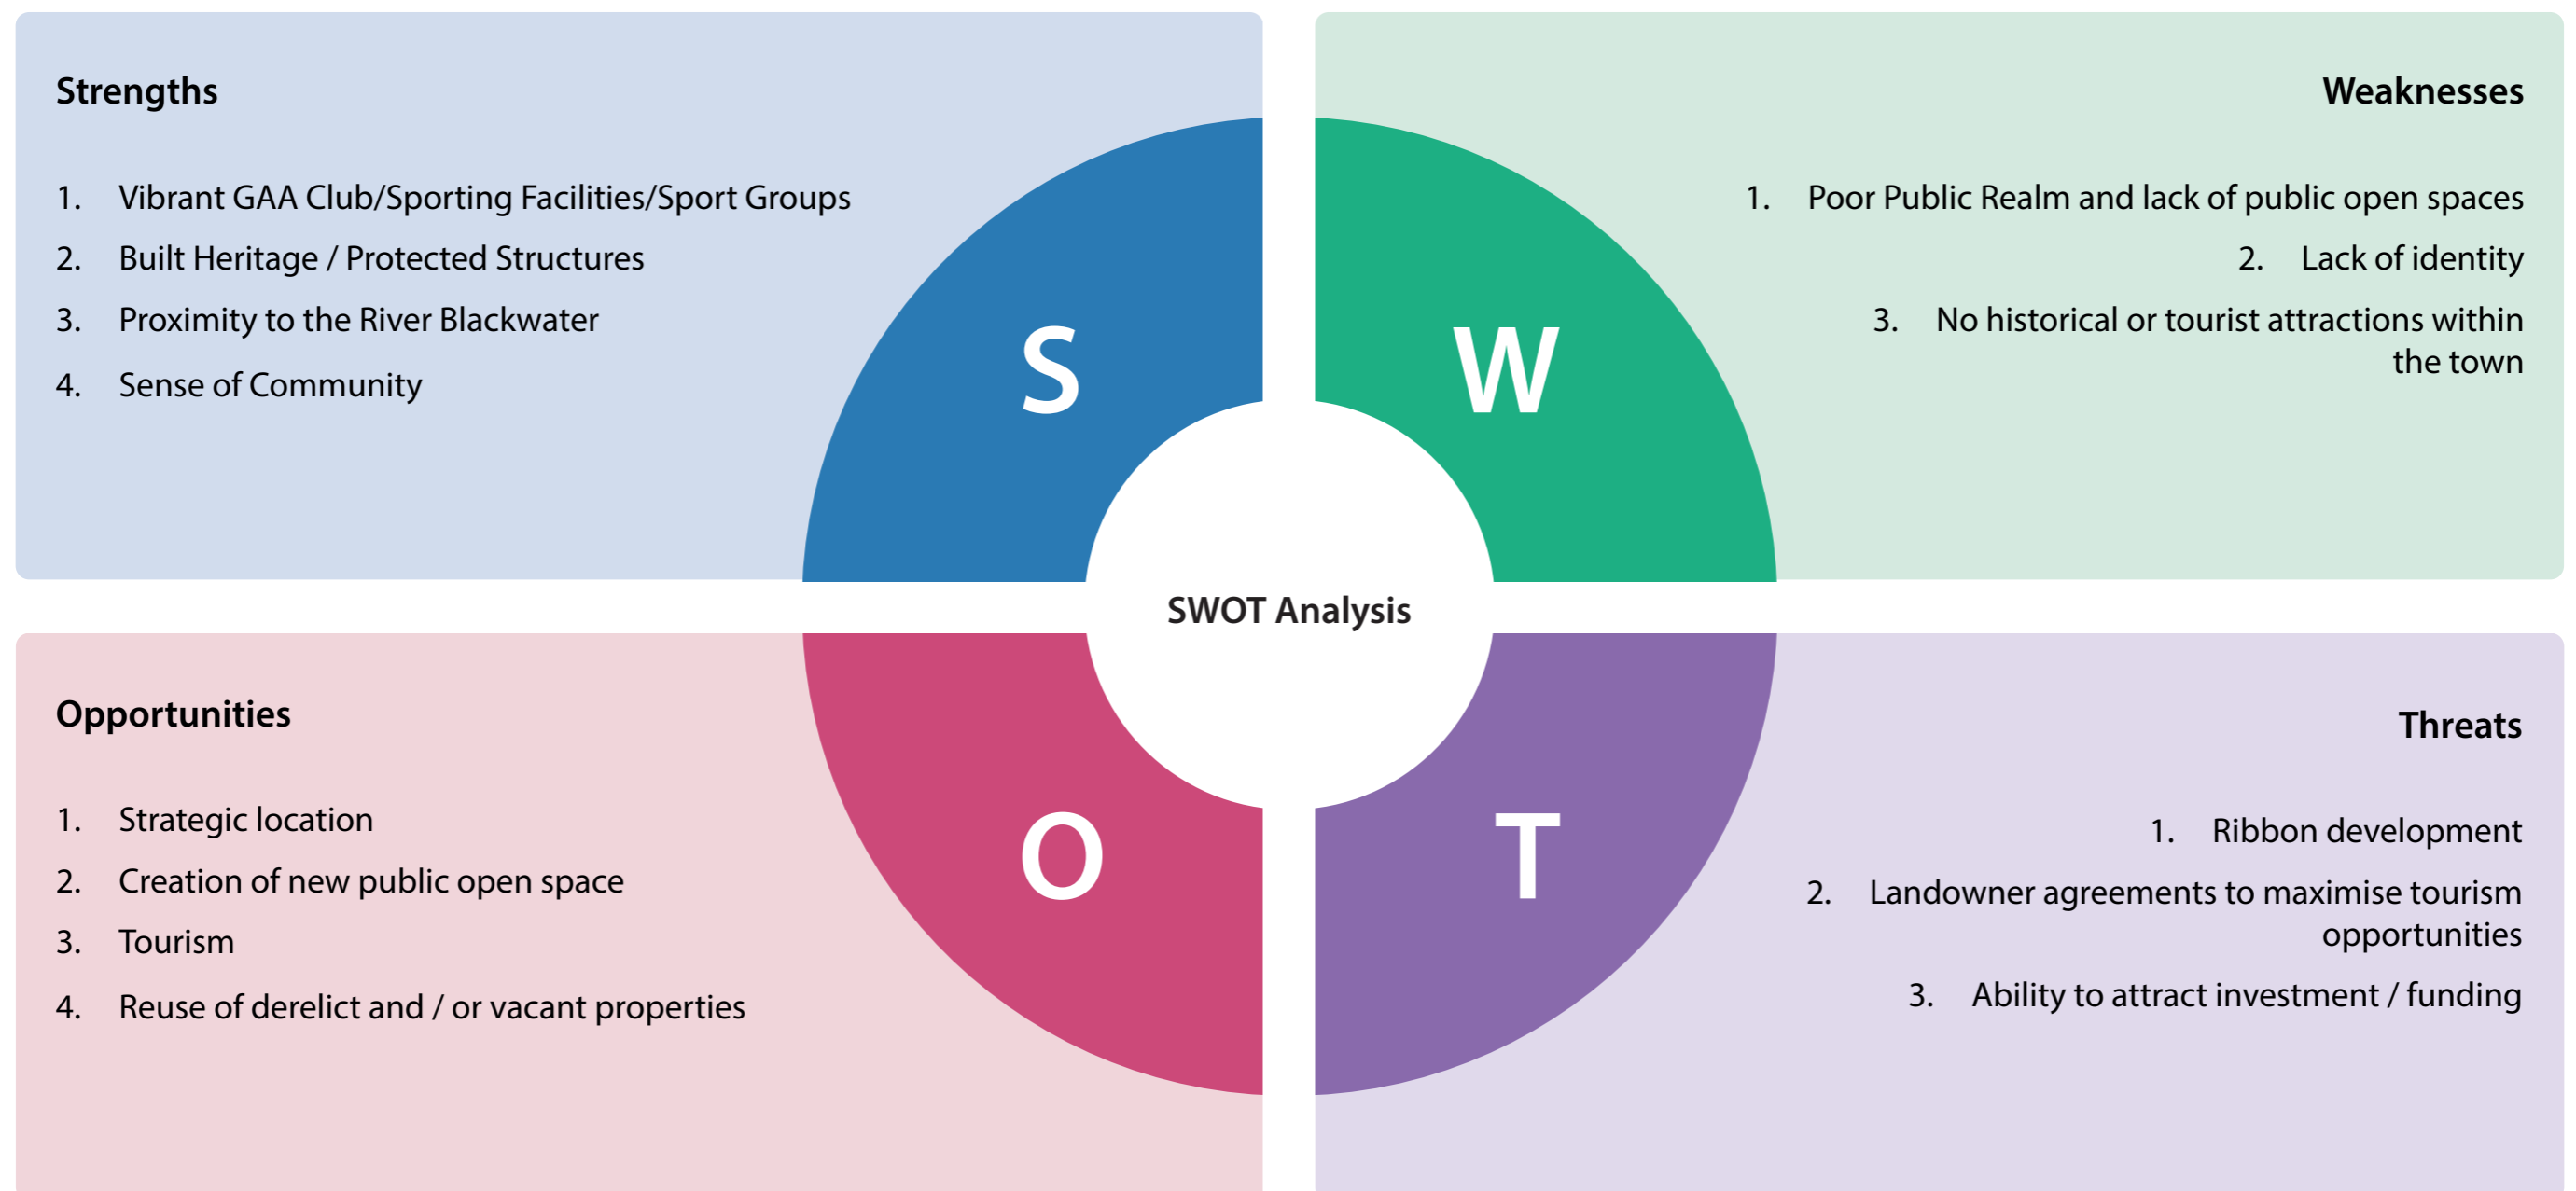 Strengths
1. Vibrant GAA Club/Sporting Facilities/Sport Groups
2. Built Heritage / Protected Structures
3. Proximity to the River Blackwater
4. Sense of Community
S
Weaknesses
1. Poor Public Realm and lack of public open spaces
2. Lack of identity
3. No historical or tourist attractions within
the town
W
SWOT Analysis
Opportunities
1. Strategic location
2. Creation of new public open space
3. Tourism
4. Reuse of derelict and / or vacant properties
O
Threats
1. Ribbon development
2. Landowner agreements to maximise tourism
opportunities
3. Ability to attract investment / funding
T